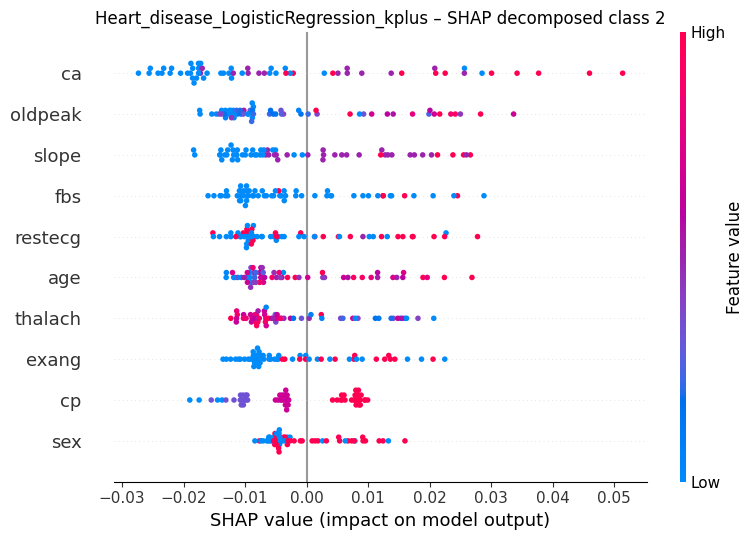 Heart_disease_LogisticRegression_kplus – SHAP decomposed class 2
High
ca
oldpeak
slope
fbs
restecg
age
thalach
exang
cp
sex
Feature value
Low
−0.03 −0.02 −0.01 0.00 0.01 0.02 0.03 0.04 0.05
SHAP value (impact on model output)